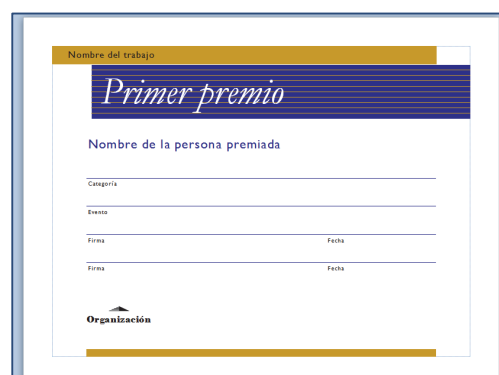 Nombre del trabajo
Primer premio
Nombre de la persona premiada
Categoría
Evento
Firma Fecha
Firma Fecha
Organización